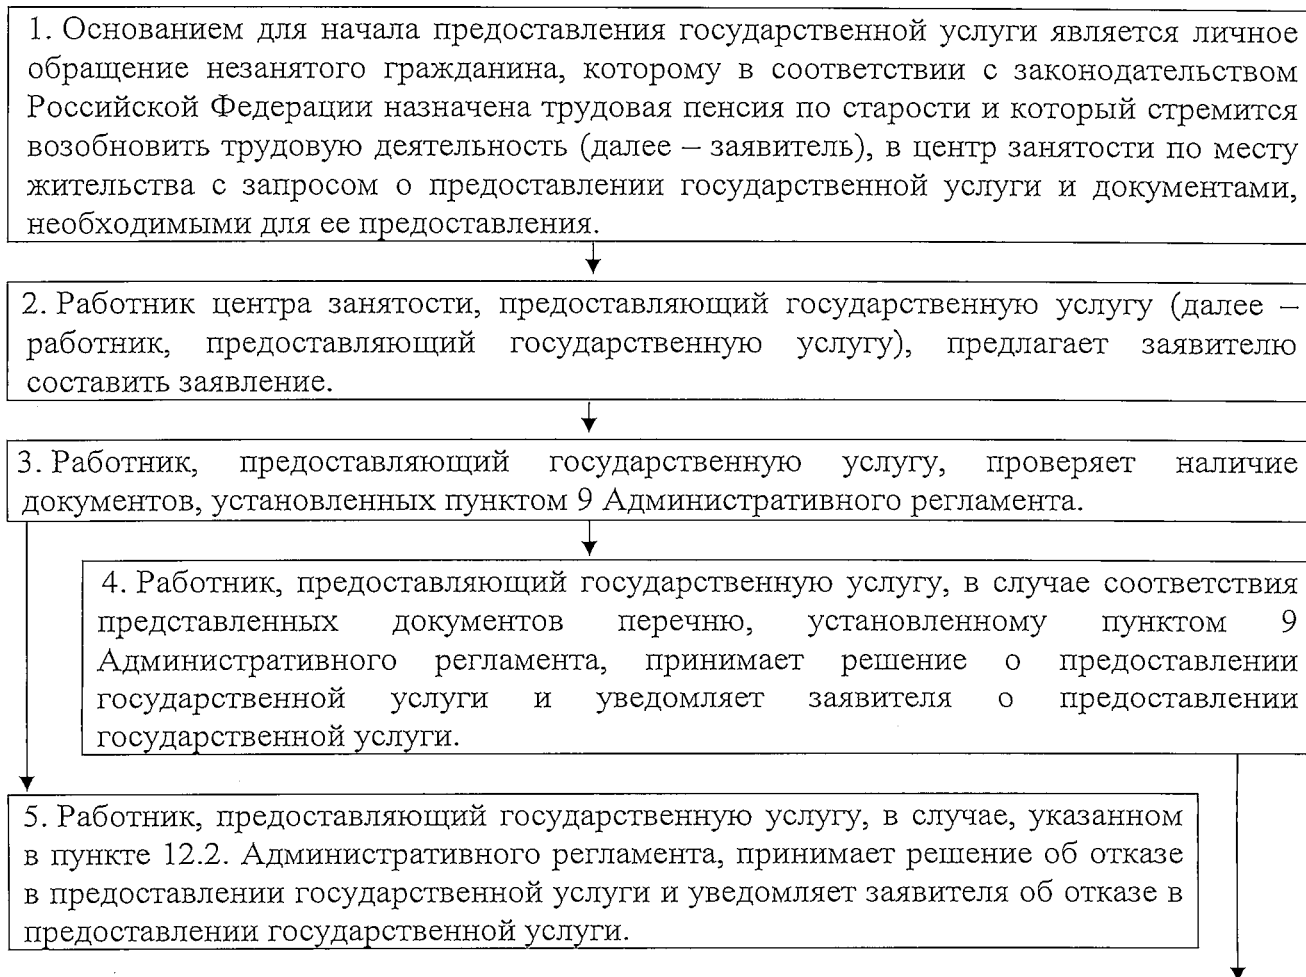 1. Основанием для начала предоставления государственной услуги является личное
обращение незанятого гражданина, которому в соответствии с законодательством
Российской Федерации назначена трудовая пенсия по старости и который стремится
возобновить трудовую деятельность (далее – заявитель), в центр занятости по месту
жительства с запросом о предоставлении государственной услуги и документами,
необходимыми для ее предоставления.
2. Работник центра занятости, предоставляющий государственную услугу (далее –
работник, предоставляющий государственную услугу), предлагает заявителю
составить заявление.
3. Работник, предоставляющий государственную услугу, проверяет наличие
документов, установленных пунктом 9 Административного регламента.
4. Работник, предоставляющий государственную услугу, в случае соответствия
представленных документов перечню, установленному пунктом 9
Административного регламента, принимает решение о предоставлении
государственной услуги и уведомляет заявителя о предоставлении
государственной услуги.
5. Работник, предоставляющий государственную услугу, в случае, указанном
в пункте 12.2. Административного регламента, принимает решение об отказе
в предоставлении государственной услуги и уведомляет заявителя об отказе в
предоставлении государственной услуги.